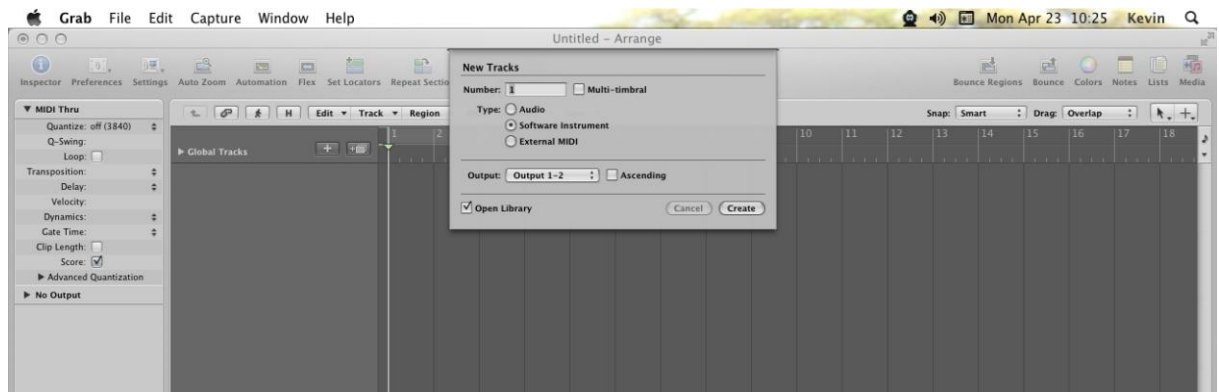 Grab File Edit Capture Window Help Mon Apr 23 10:25 Kevin
Untitled - Arrange
Inspector Preferences Settings Auto Zoom Automation Flex Set Locators Repeat Sectio Bounce Regions Bounce Colors Notes Lists Media
New Tracks
Number: 1 Multi-timbral
Type: Audio
Software Instrument
External MIDI
Output: Output 1-2 Ascending
Open Library Cancel Create
MIDI Thru
Quantize: off (3840)
Q-Swing:
Loop:
Transposition:
Delay:
Velocity:
Dynamics:
Gate Time:
Clip Length:
Score:
Advanced Quantization
No Output
H Edit Track Region Snap: Smart Drag: Overlap
1 2 10 11 12 13 14 15 16 17 18
Global Tracks